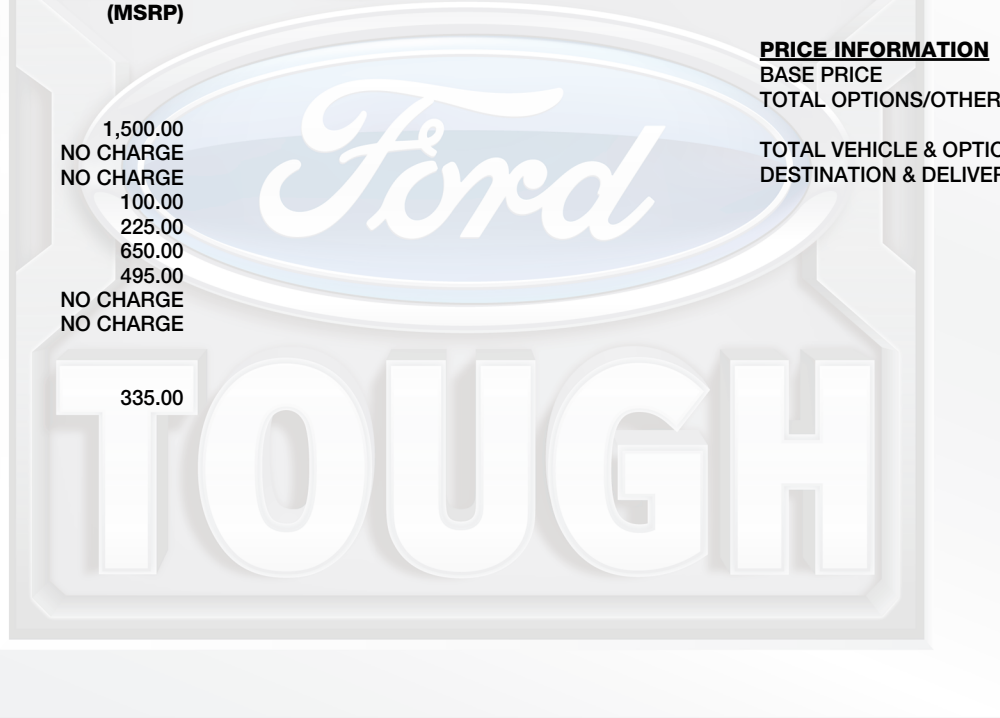 (MSRP)
1,500.00
NO CHARGE
NO CHARGE
100.00
225.00
650.00
495.00
NO CHARGE
NO CHARGE
335.00
PRICE INFORMATION
BASE PRICE
TOTAL OPTIONS/OTHER
TOTAL VEHICLE & OPTIO
DESTINATION & DELIVER
Ford
TOUGH